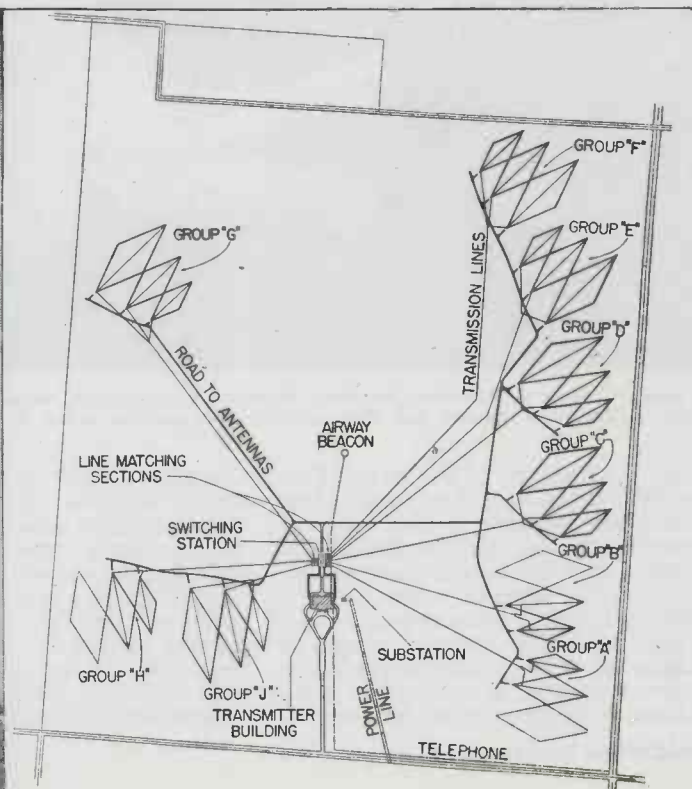 GROUP "F"
GROUP "G"
GROUP "E"
TRANSMISSION LINES
GROUP "D"
ROAD TO ANTENNAS
AIRWAY
BEACON
LINE MATCHING
SECTIONS
GROUP "C"
SWITCHING
STATION
GROUP "B"
SUBSTATION
GROUP "A"
GROUP "H"
GROUP "J"
TRANSMITTER
BUILDING
POWER
LINE
TELEPHONE